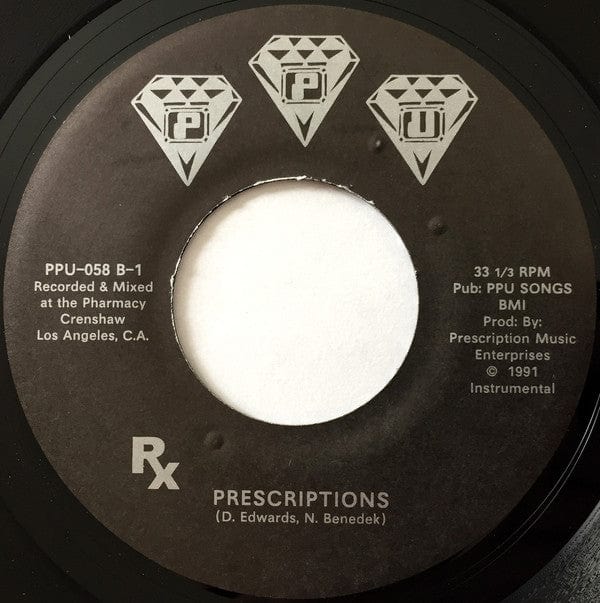 P P U
PPU-058 B-1
Recorded & Mixed
at the Pharmacy
Crenshaw
Los Angeles, C.A.
33 1/3 RPM
Pub: PPU SONGS
BMI
Prod: By:
Prescription Music
Enterprises
© 1991
Instrumental
Rx
PRESCRIPTIONS
(D. Edwards, N. Benedek)